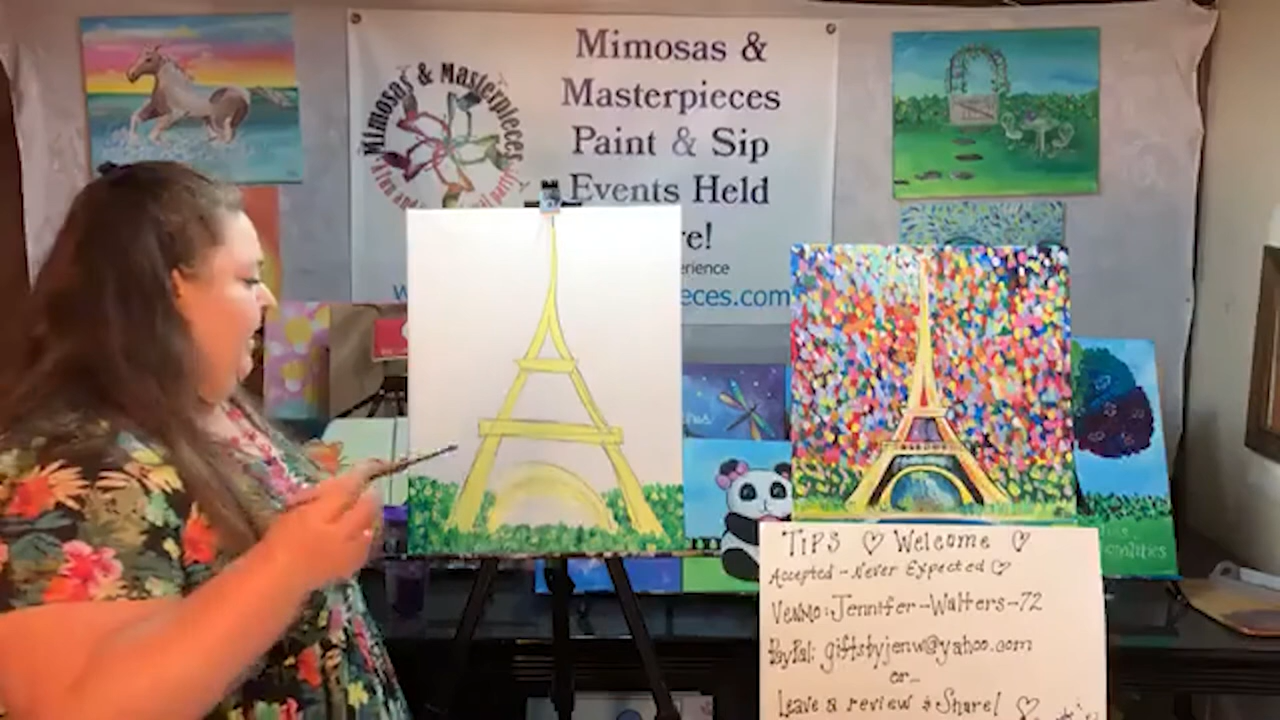 Mimosas &
Masterpieces
Paint & Sip
Events Held
re!
erience
eces.com
Mimosas & Masterpieces
TIPS ♡ Welcome ♡
Accepted - Never Expected ♡
Venmo: Jennifer-Walters-72
PayPal: giftsbyjenw@yahoo.com
or...
Leave a review & Share! ♡